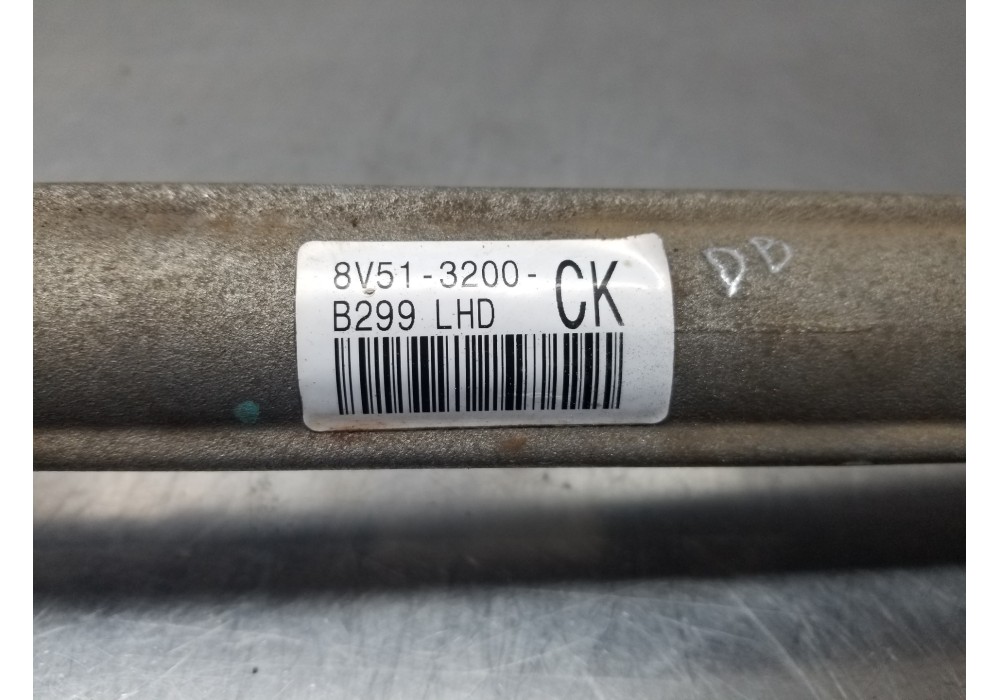 8V51-3200-
B299 LHD
CK
DB